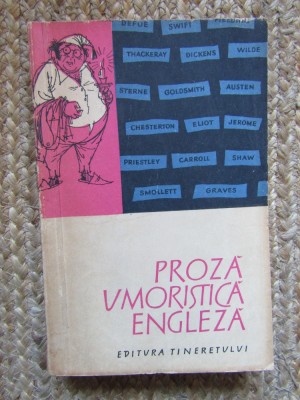 DEFOE SWIFT FIELDING
THACKERAY DICKENS WILDE
STERNE GOLDSMITH AUSTEN
CHESTERTON ELIOT JEROME
PRIESTLEY CARROLL SHAW
SMOLLETT GRAVES
PROZĂ
UMORISTICĂ
ENGLEZĂ
EDITURA TINERETULUI